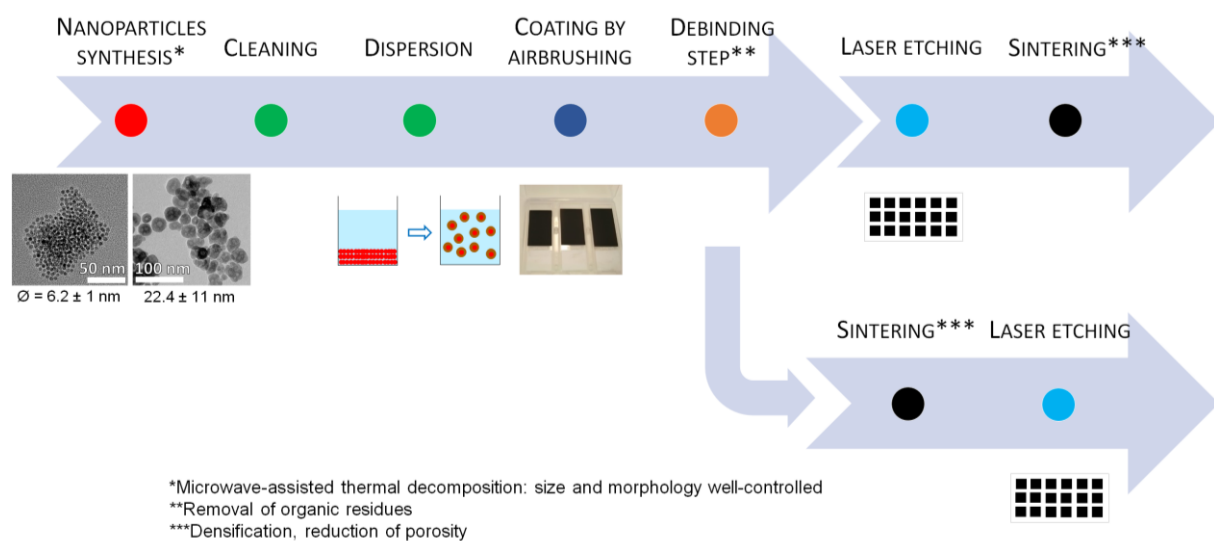 NANOPARTICLES
SYNTHESIS*
CLEANING
DISPERSION
COATING BY
AIRBRUSHING
DEBINDING
STEP**
LASER ETCHING
SINTERING***
50 nm
100 nm
Ø = 6.2 ± 1 nm
22.4 ± 11 nm
SINTERING***
LASER ETCHING
*Microwave-assisted thermal decomposition: size and morphology well-controlled
**Removal of organic residues
***Densification, reduction of porosity